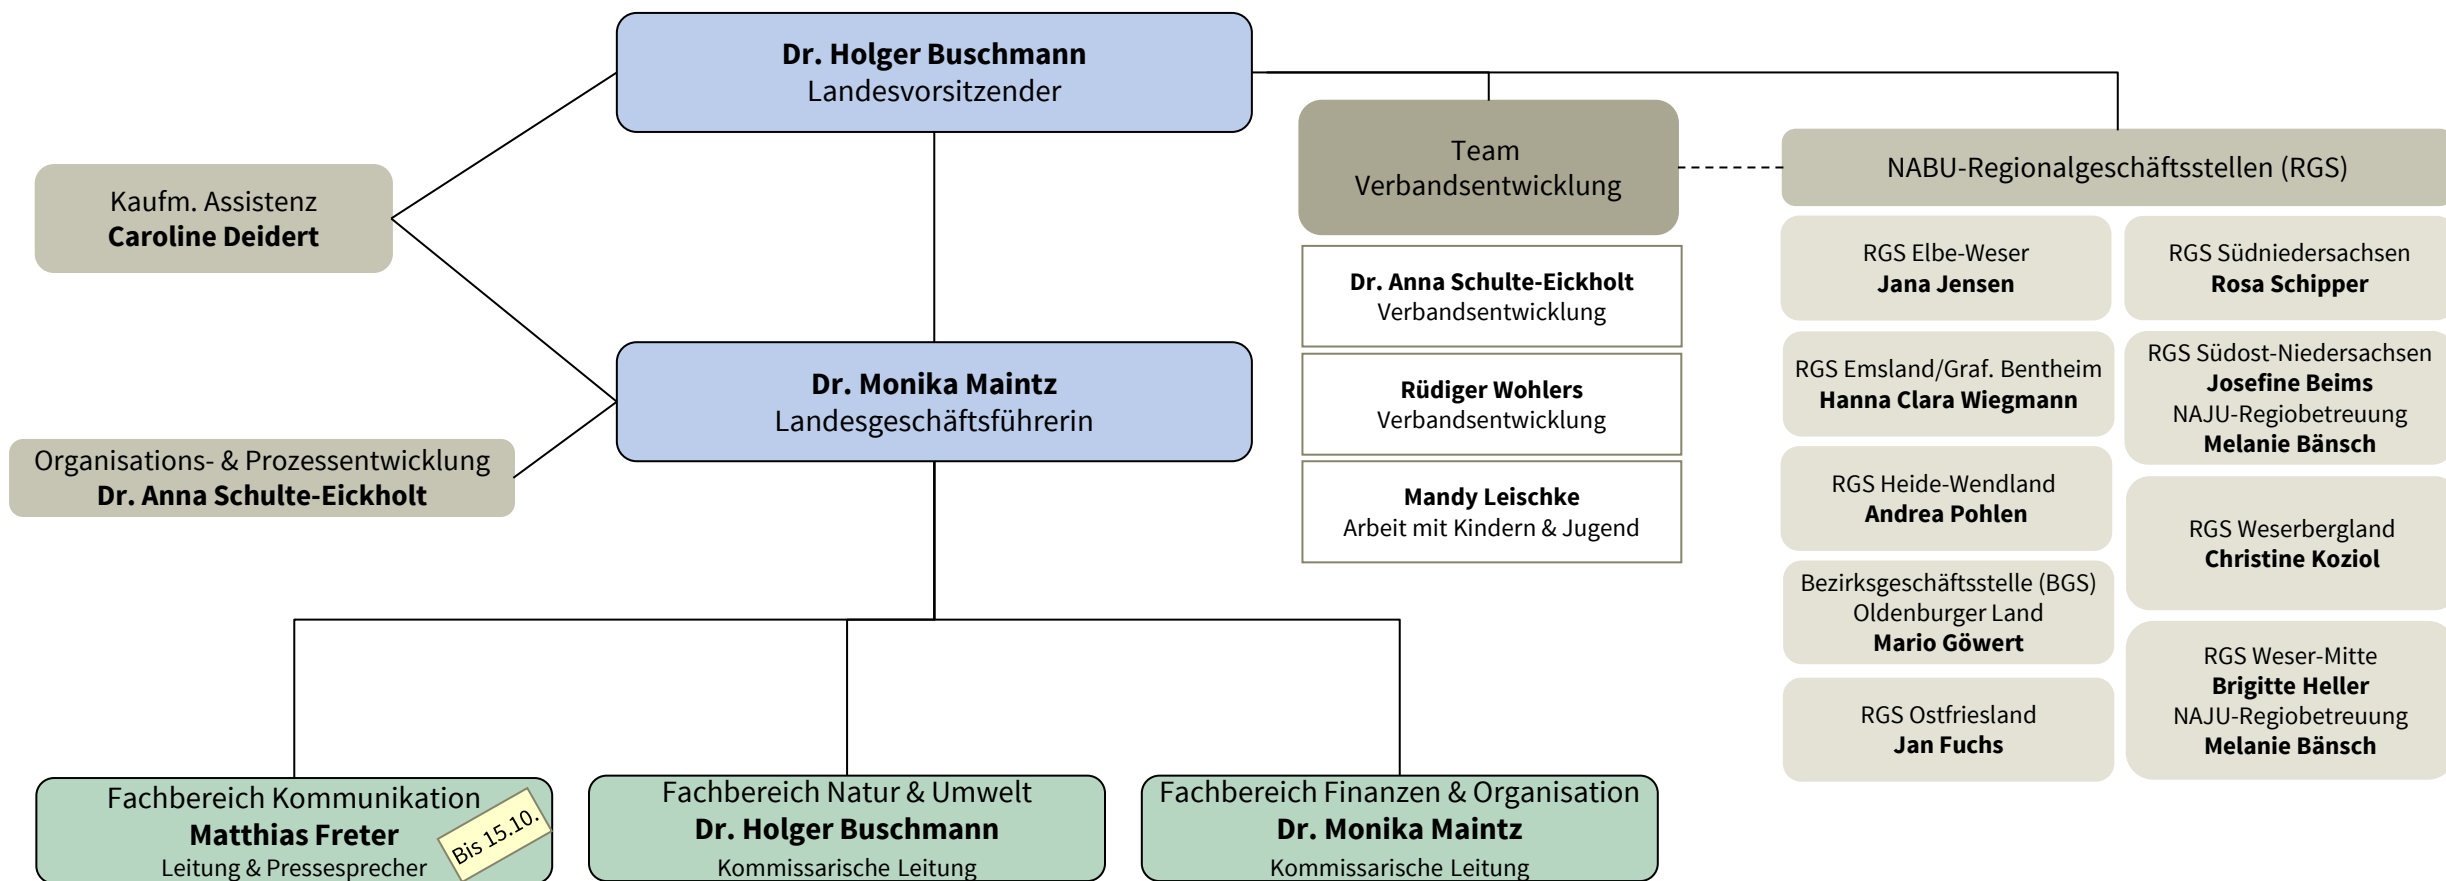 Dr. Holger Buschmann
Landesvorsitzender
Kaufm. Assistenz
Caroline Deidert
Dr. Monika Maintz
Landesgeschäftsführerin
Organisations- & Prozessentwicklung
Dr. Anna Schulte-Eickholt
Team
Verbandsentwicklung
Dr. Anna Schulte-Eickholt
Verbandsentwicklung
Rüdiger Wohlers
Verbandsentwicklung
Mandy Leischke
Arbeit mit Kindern & Jugend
NABU-Regionalgeschäftsstellen (RGS)
RGS Elbe-Weser
Jana Jensen
RGS Emsland/Graf. Bentheim
Hanna Clara Wiegmann
RGS Heide-Wendland
Andrea Pohlen
Bezirksgeschäftsstelle (BGS)
Oldenburger Land
Mario Göwert
RGS Ostfriesland
Jan Fuchs
RGS Südniedersachsen
Rosa Schipper
RGS Südost-Niedersachsen
Josefine Beims
NAJU-Regiobetreuung
Melanie Bänsch
RGS Weserbergland
Christine Koziol
RGS Weser-Mitte
Brigitte Heller
NAJU-Regiobetreuung
Melanie Bänsch
Fachbereich Kommunikation
Matthias Freter
Leitung & Pressesprecher
Bis 15.10.
Fachbereich Natur & Umwelt
Dr. Holger Buschmann
Kommissarische Leitung
Fachbereich Finanzen & Organisation
Dr. Monika Maintz
Kommissarische Leitung